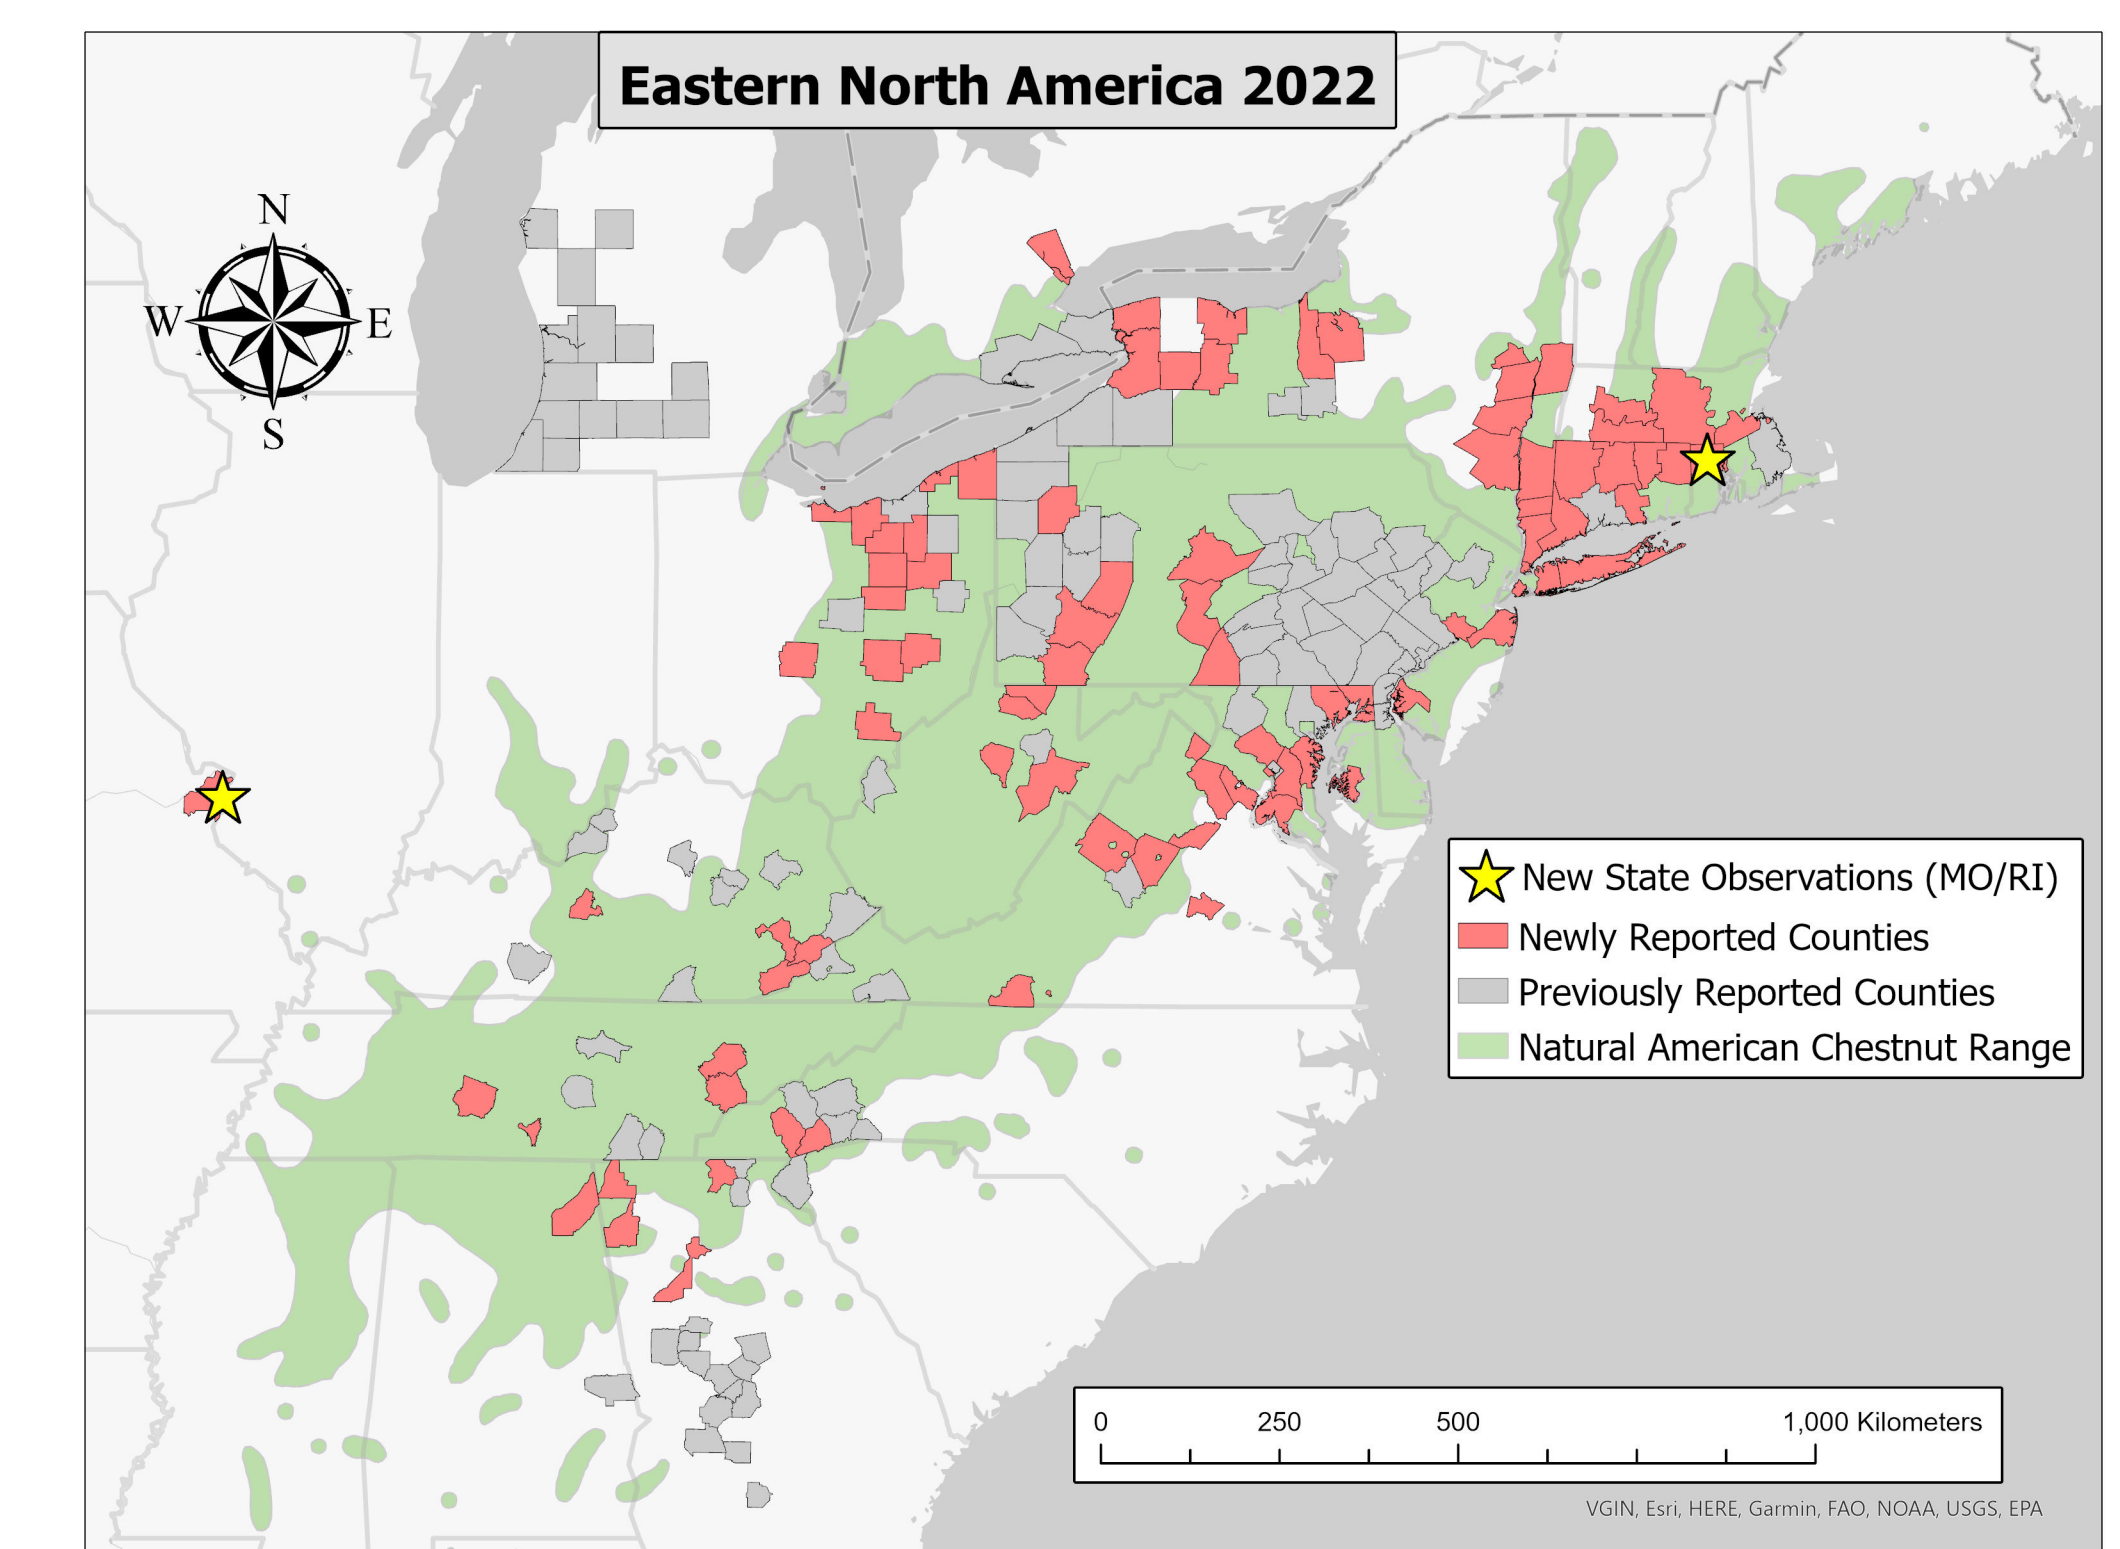 Eastern North America 2022
N
W E
S
New State Observations (MO/RI)
Newly Reported Counties
Previously Reported Counties
Natural American Chestnut Range
0 250 500 1,000 Kilometers
VGIN, Esri, HERE, Garmin, FAO, NOAA, USGS, EPA